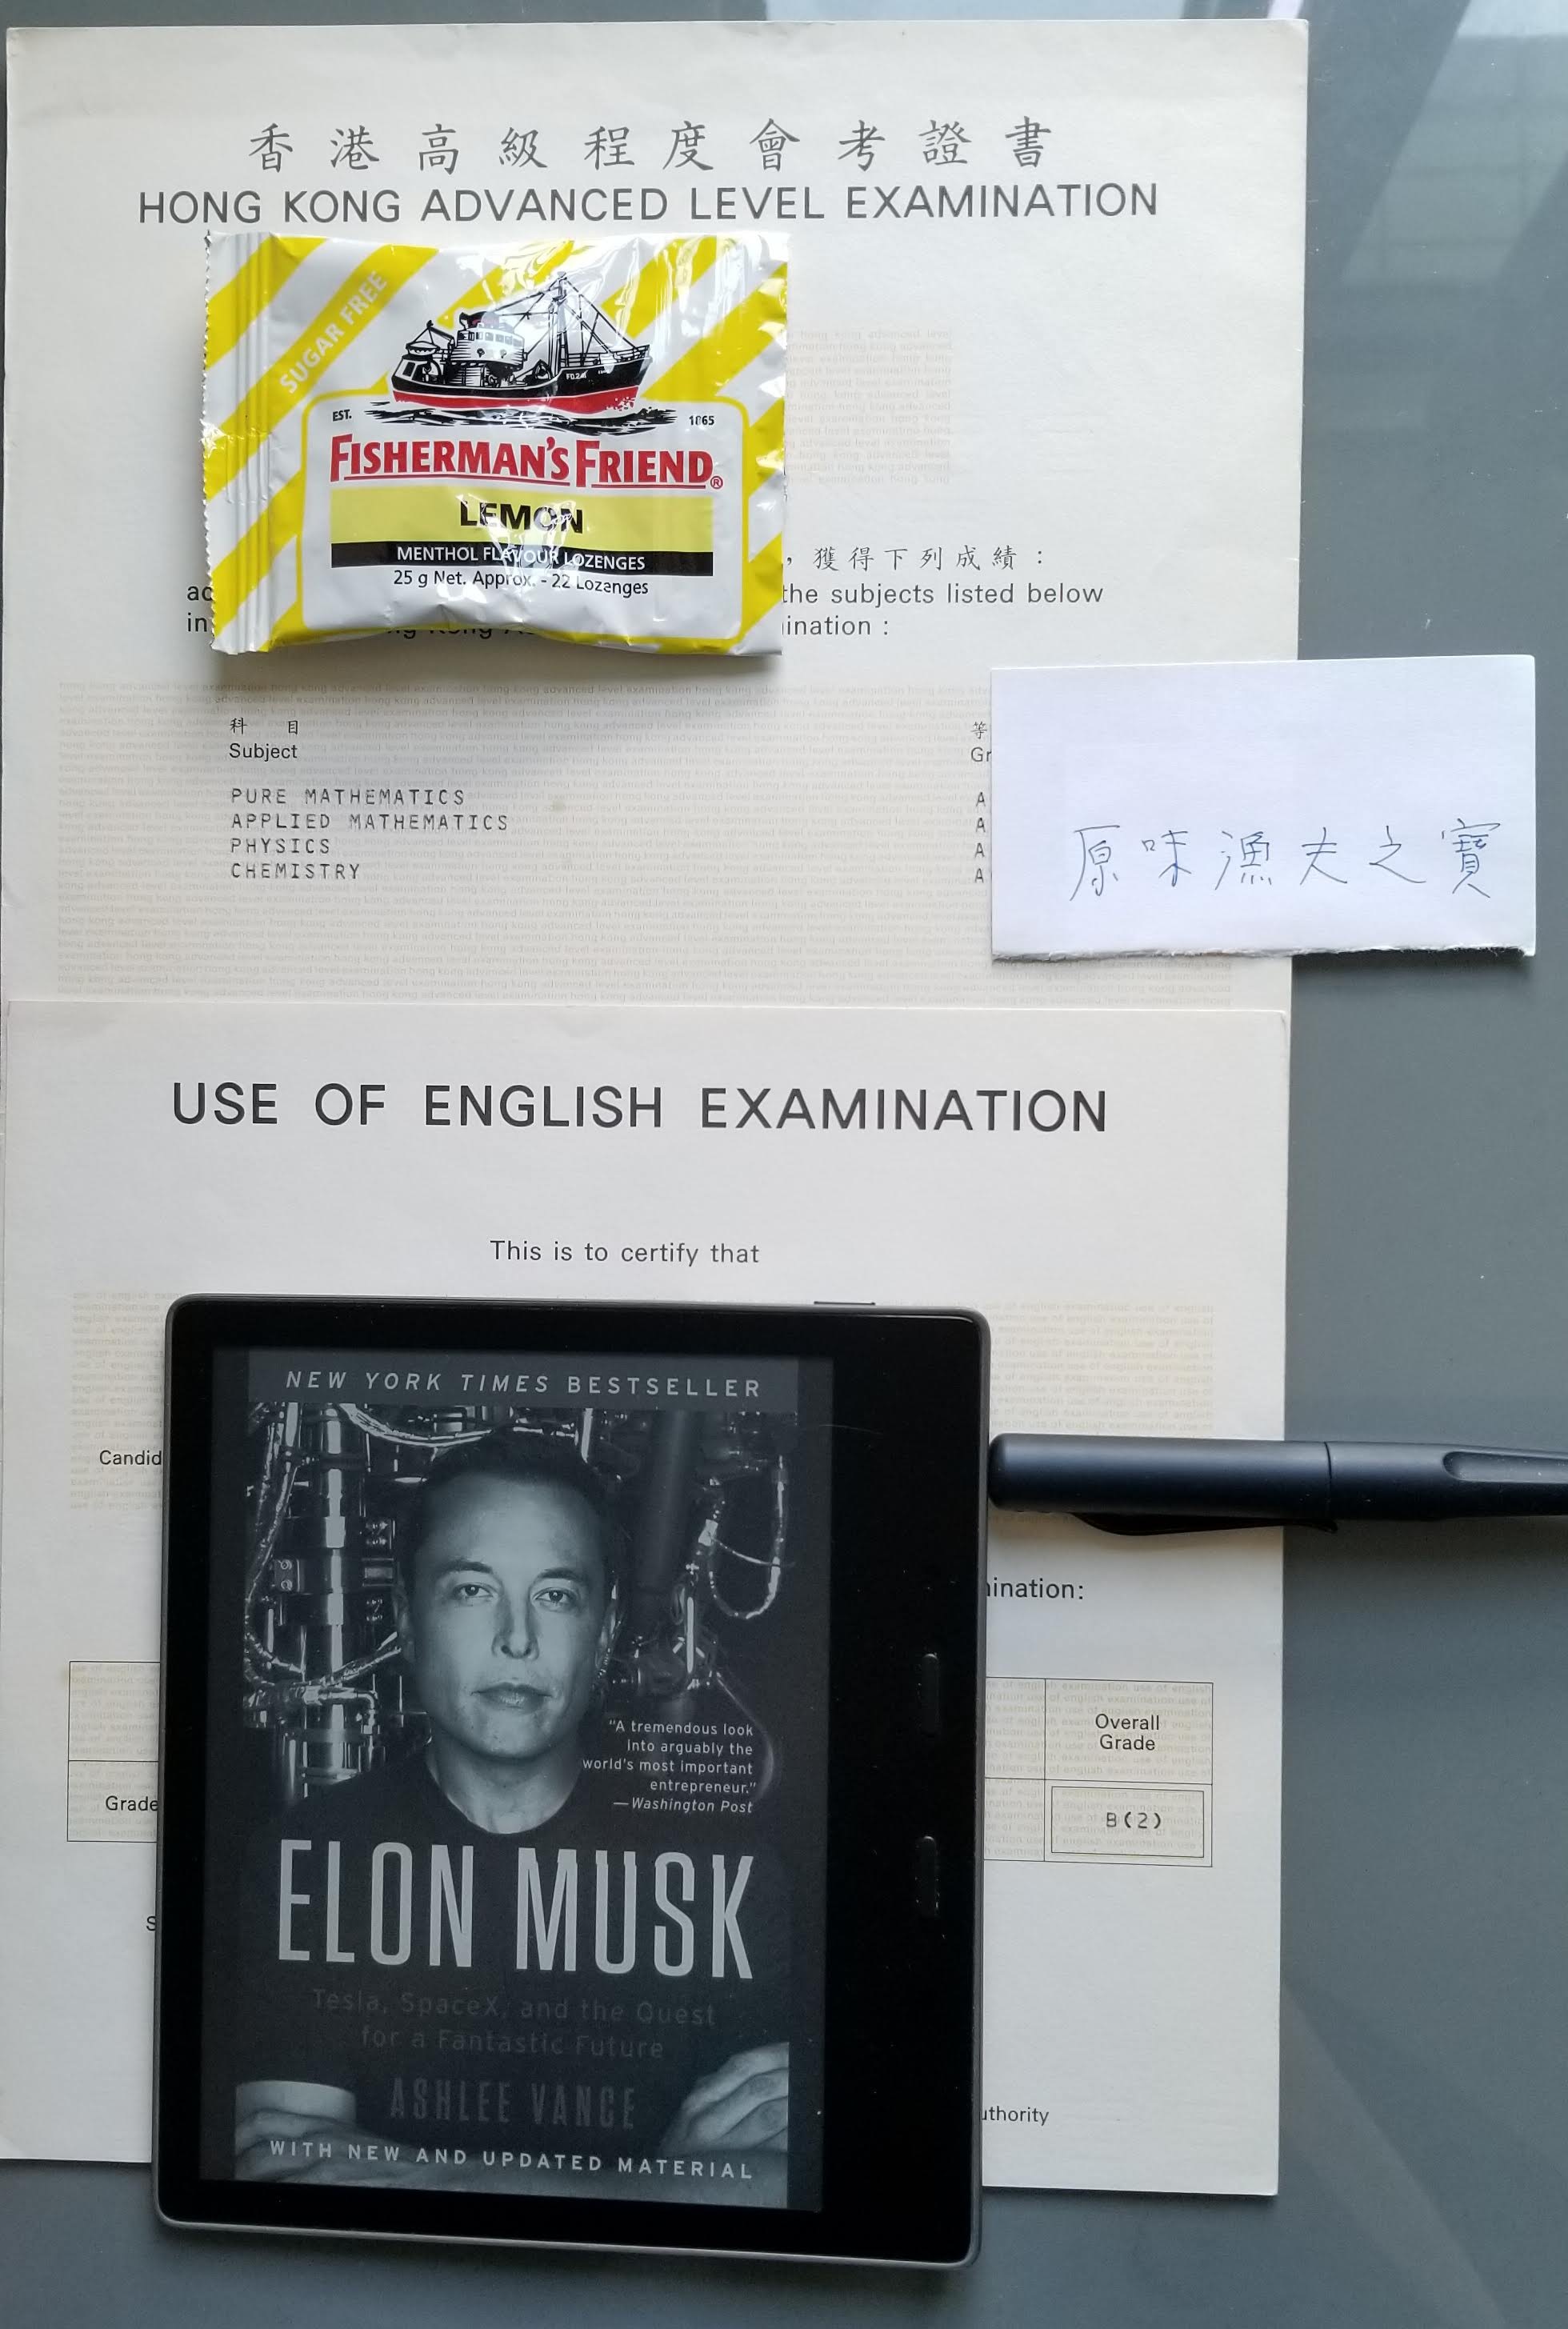 香港高級程度會考證書
HONG KONG ADVANCED LEVEL EXAMINATION
SUGAR FREE
EST. 1865
FISHERMAN'S FRIEND®
LEMON
MENTHOL FLAVOUR LOZENGES
25 g Net. Approx. - 22 Lozenges
，獲得下列成績：
the subjects listed below
in
科目
Subject
PURE MATHEMATICS A
APPLIED MATHEMATICS A
PHYSICS A
CHEMISTRY A
原味漁夫之寶
USE OF ENGLISH EXAMINATION
This is to certify that
NEW YORK TIMES BESTSELLER
"A tremendous look
into arguably the
world's most important
entrepreneur."
—Washington Post
ELON MUSK
Tesla, SpaceX, and the Quest
for a Fantastic Future
ASHLEE VANCE
WITH NEW AND UPDATED MATERIAL
Overall
Grade
Grade
B(2)